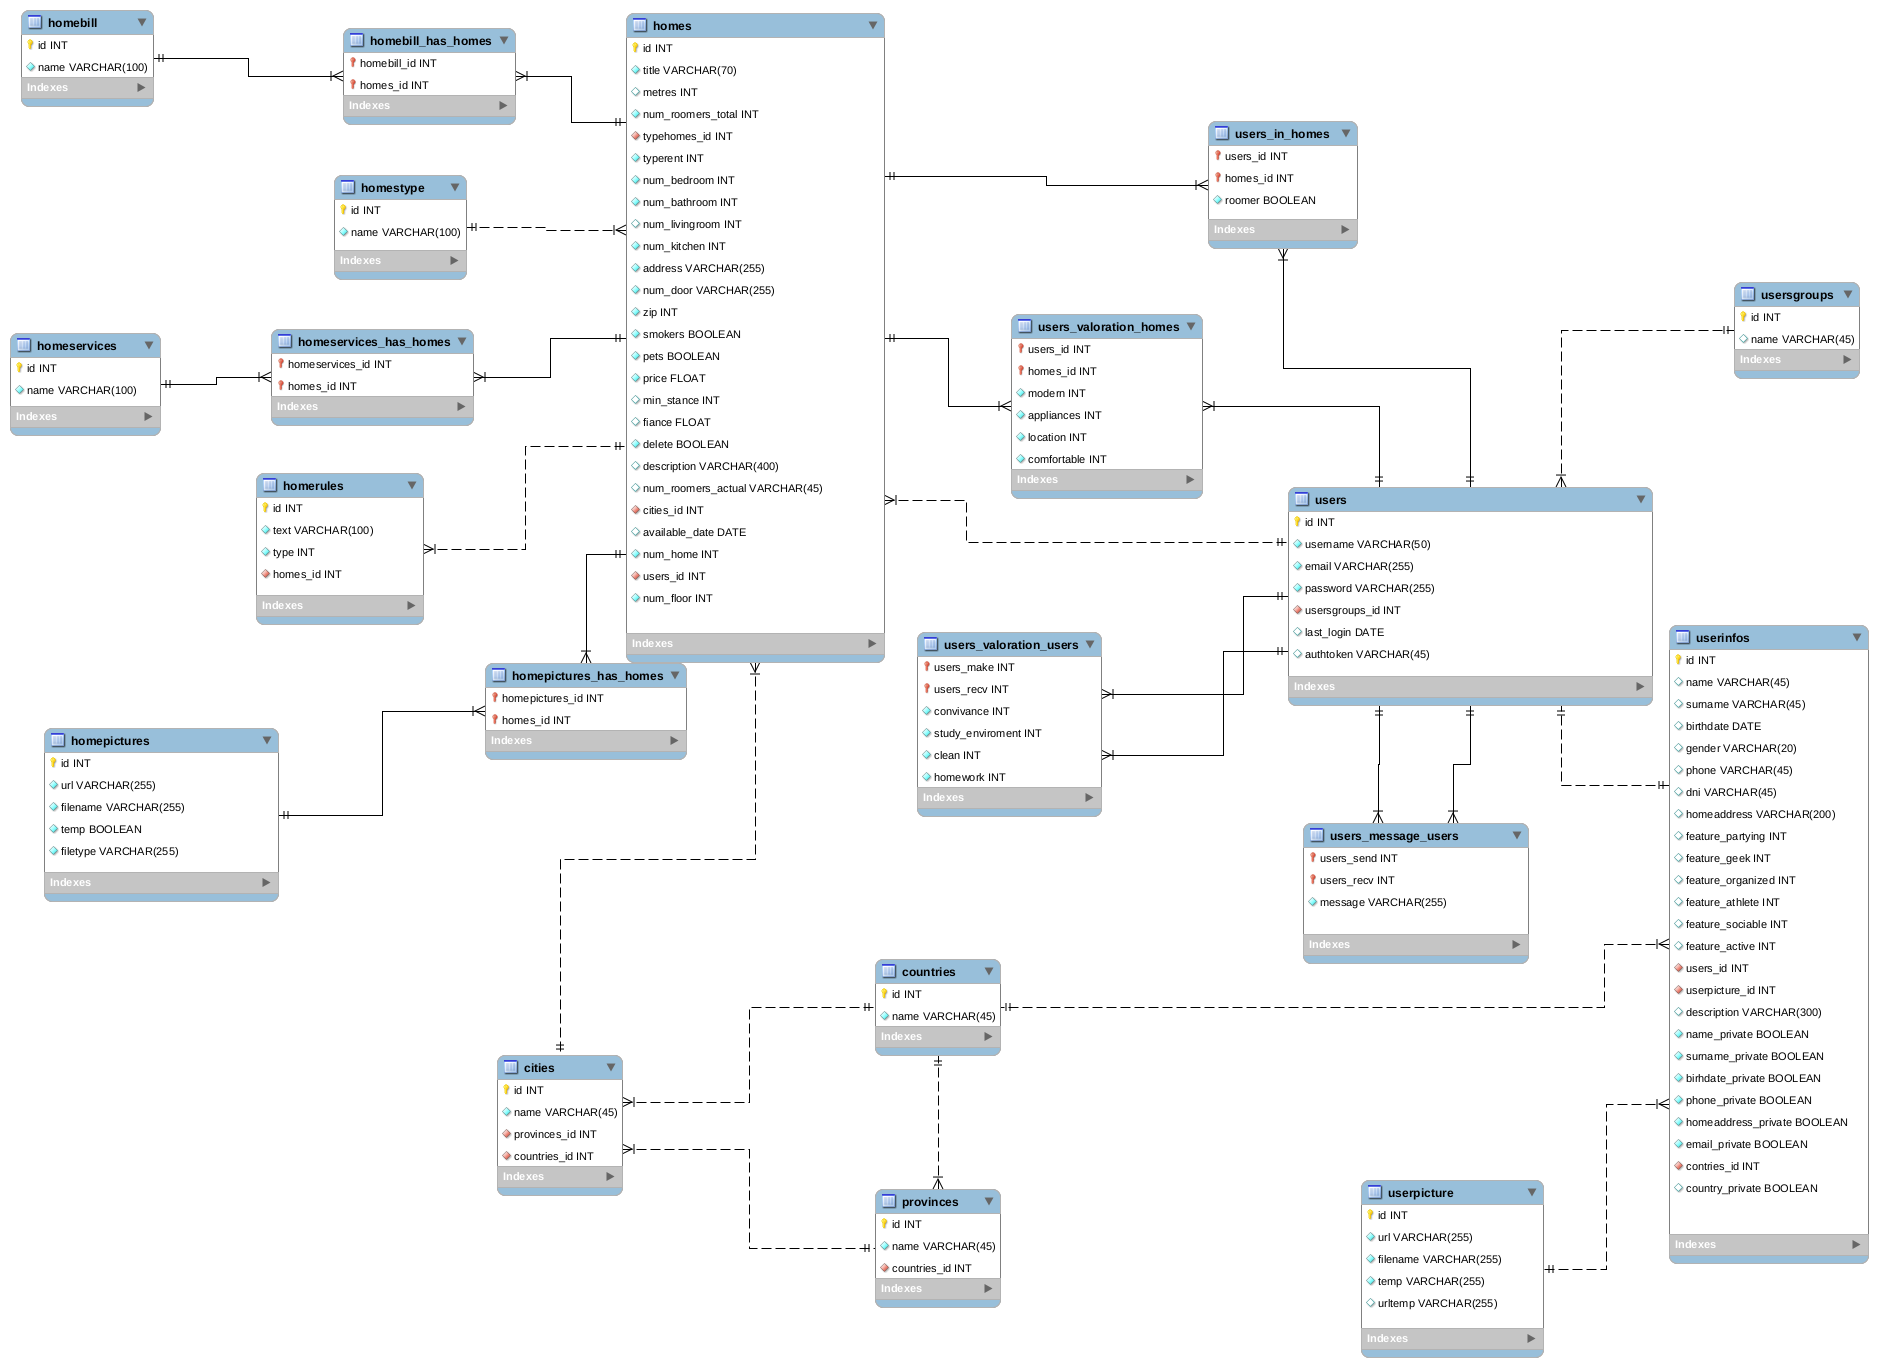 homebill
id INT
name VARCHAR(100)
Indexes
homebill_has_homes
homebill_id INT
homes_id INT
Indexes
homes
id INT
title VARCHAR(70)
metres INT
num_roomers_total INT
typehomes_id INT
typerent INT
num_bedroom INT
num_bathroom INT
num_livingroom INT
num_kitchen INT
address VARCHAR(255)
num_door VARCHAR(255)
zip INT
smokers BOOLEAN
pets BOOLEAN
price FLOAT
min_stance INT
fiance FLOAT
delete BOOLEAN
description VARCHAR(400)
num_roomers_actual VARCHAR(45)
cities_id INT
available_date DATE
num_home INT
users_id INT
num_floor INT
Indexes
users_in_homes
users_id INT
homes_id INT
roomer BOOLEAN
Indexes
homestype
id INT
name VARCHAR(100)
Indexes
usersgroups
id INT
name VARCHAR(45)
Indexes
homeservices
id INT
name VARCHAR(100)
Indexes
homeservices_has_homes
homeservices_id INT
homes_id INT
Indexes
users_valoration_homes
users_id INT
homes_id INT
modern INT
appliances INT
location INT
comfortable INT
Indexes
homerules
id INT
text VARCHAR(100)
type INT
homes_id INT
Indexes
users
id INT
username VARCHAR(50)
email VARCHAR(255)
password VARCHAR(255)
usersgroups_id INT
last_login DATE
authtoken VARCHAR(45)
Indexes
users_valoration_users
users_make INT
users_recv INT
convivance INT
study_enviroment INT
clean INT
homework INT
Indexes
userinfos
id INT
name VARCHAR(45)
surname VARCHAR(45)
birthdate DATE
gender VARCHAR(20)
phone VARCHAR(45)
dni VARCHAR(45)
homeaddress VARCHAR(200)
feature_partying INT
feature_geek INT
feature_organized INT
feature_athlete INT
feature_sociable INT
feature_active INT
users_id INT
userpicture_id INT
description VARCHAR(300)
name_private BOOLEAN
surname_private BOOLEAN
birhdate_private BOOLEAN
phone_private BOOLEAN
homeaddress_private BOOLEAN
email_private BOOLEAN
contries_id INT
country_private BOOLEAN
Indexes
homepictures_has_homes
homepictures_id INT
homes_id INT
Indexes
homepictures
id INT
url VARCHAR(255)
filename VARCHAR(255)
temp BOOLEAN
filetype VARCHAR(255)
Indexes
users_message_users
users_send INT
users_recv INT
message VARCHAR(255)
Indexes
countries
id INT
name VARCHAR(45)
Indexes
cities
id INT
name VARCHAR(45)
provinces_id INT
countries_id INT
Indexes
provinces
id INT
name VARCHAR(45)
countries_id INT
Indexes
userpicture
id INT
url VARCHAR(255)
filename VARCHAR(255)
temp VARCHAR(255)
urltemp VARCHAR(255)
Indexes